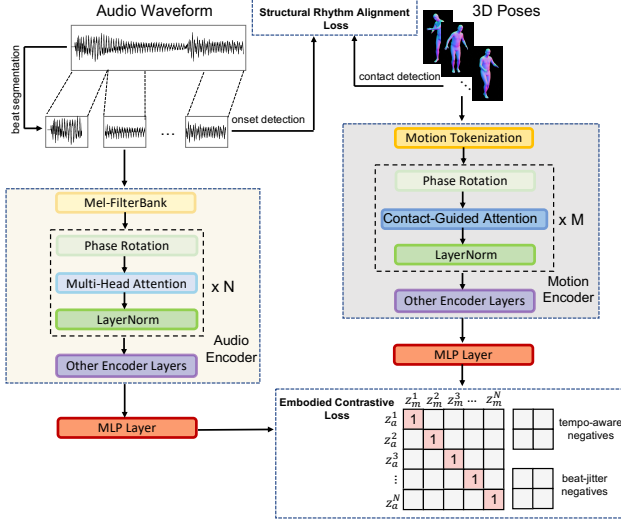 Audio Waveform
Structural Rhythm Alignment
Loss
3D Poses
beat segmentation
contact detection
...
onset detection
Motion Tokenization
Phase Rotation
Contact-Guided Attention
x M
LayerNorm
Motion
Encoder
Other Encoder Layers
MLP Layer
Mel-FilterBank
Phase Rotation
Multi-Head Attention
x N
LayerNorm
Audio
Encoder
Other Encoder Layers
MLP Layer
Embodied Contrastive
Loss
z_m^1 z_m^2 z_m^3 ... z_m^N
z_a^1 1
z_a^2 1
z_a^3 1
⋮ 1
z_a^N 1
tempo-aware
negatives
beat-jitter
negatives